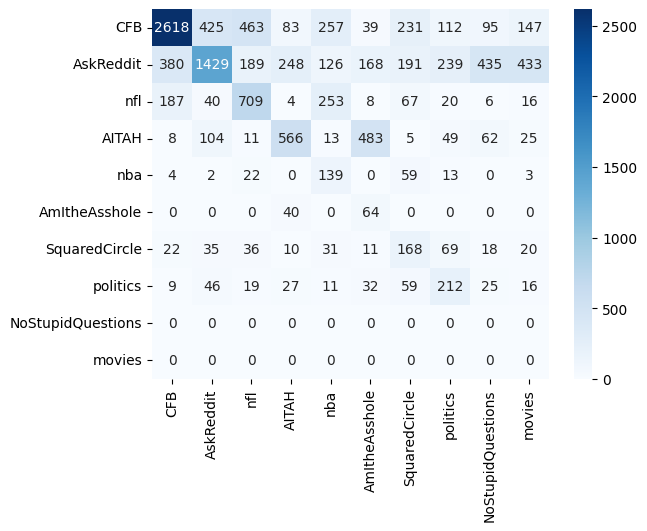 CFB 2618 425 463 83 257 39 231 112 95 147
AskReddit 380 1429 189 248 126 168 191 239 435 433
nfl 187 40 709 4 253 8 67 20 6 16
AITAH 8 104 11 566 13 483 5 49 62 25
nba 4 2 22 0 139 0 59 13 0 3
AmItheAsshole 0 0 0 40 0 64 0 0 0 0
SquaredCircle 22 35 36 10 31 11 168 69 18 20
politics 9 46 19 27 11 32 59 212 25 16
NoStupidQuestions 0 0 0 0 0 0 0 0 0 0
movies 0 0 0 0 0 0 0 0 0 0
CFB
AskReddit
nfl
AITAH
nba
AmItheAsshole
SquaredCircle
politics
NoStupidQuestions
movies
2500
2000
1500
1000
500
0